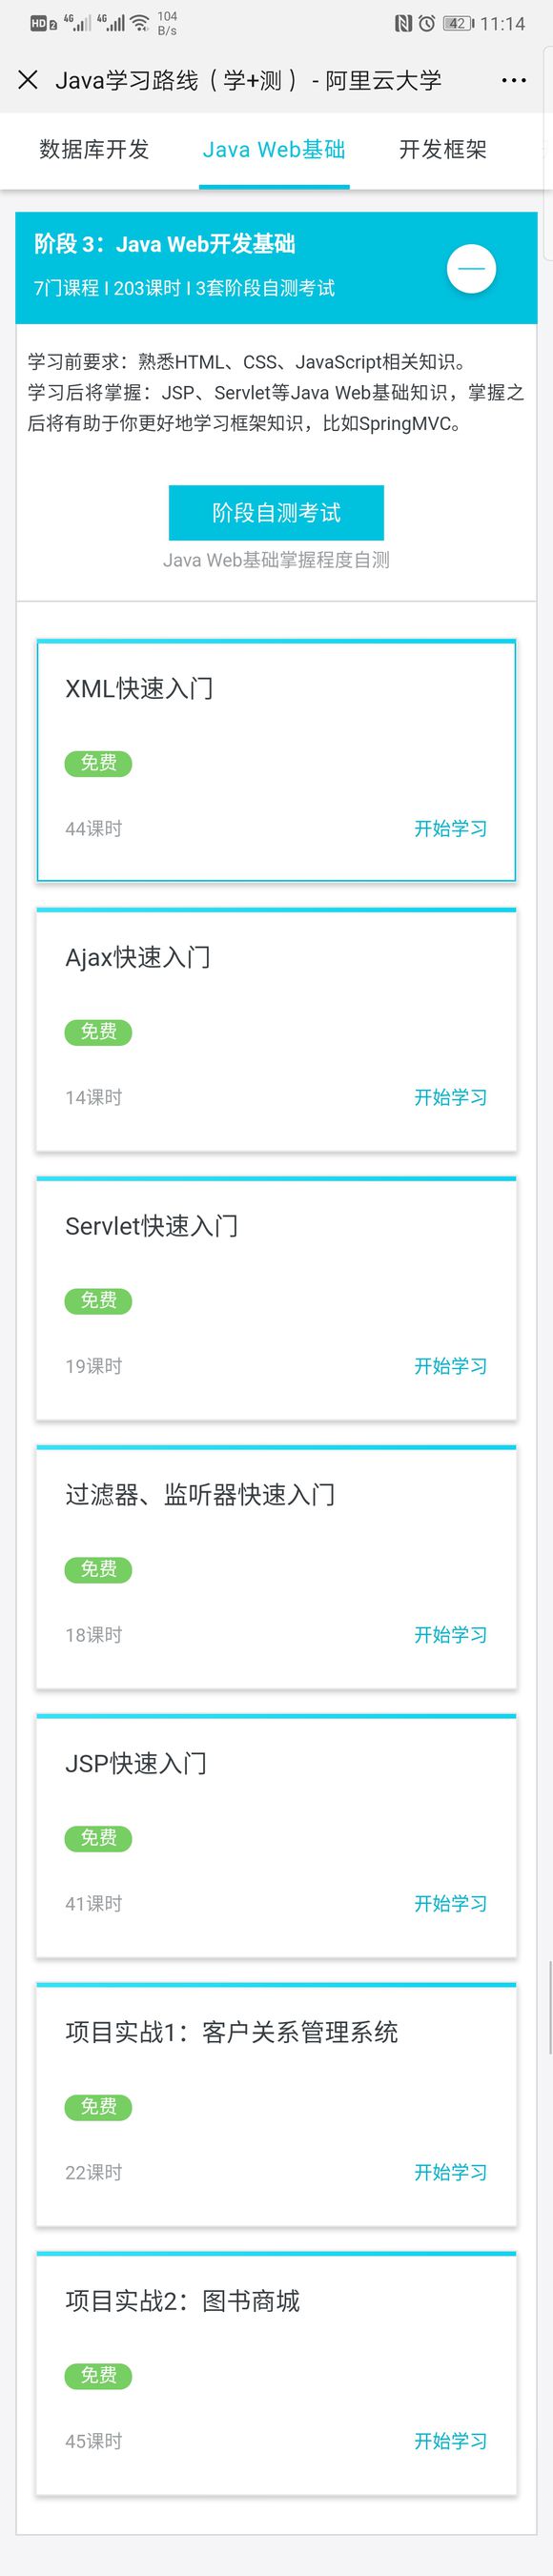 HD 2 4G 4G 104 B/s 42 11:14
Java学习路线（学+测） - 阿里云大学
数据库开发 Java Web基础 开发框架
阶段 3：Java Web开发基础
7门课程 I 203课时 I 3套阶段自测考试
学习前要求：熟悉HTML、CSS、JavaScript相关知识。
学习后将掌握：JSP、Servlet等Java Web基础知识，掌握之
后将有助于你更好地学习框架知识，比如SpringMVC。
阶段自测考试
Java Web基础掌握程度自测
XML快速入门
免费
44课时 开始学习
Ajax快速入门
免费
14课时 开始学习
Servlet快速入门
免费
19课时 开始学习
过滤器、监听器快速入门
免费
18课时 开始学习
JSP快速入门
免费
41课时 开始学习
项目实战1：客户关系管理系统
免费
22课时 开始学习
项目实战2：图书商城
免费
45课时 开始学习